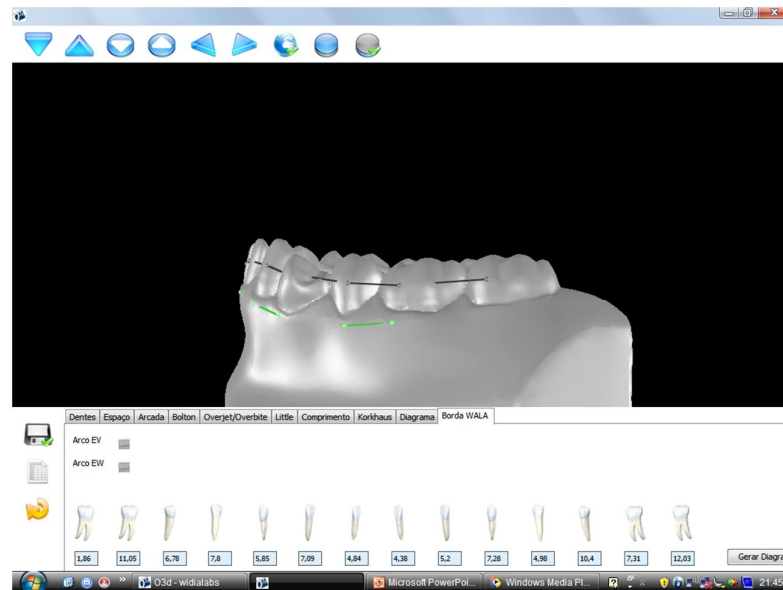 Dentes Espaço Arcada Bolton Overjet/Overbite Little Comprimento Korkhaus Diagrama Borda WALA
Arco EV
Arco EW
1,86 11,05 6,78 7,8 5,85 7,09 4,84 4,38 5,2 7,28 4,98 10,4 7,31 12,03 Gerar Diagra
O3d - widialabs Microsoft PowerPoi... Windows Media Pl... 21:45